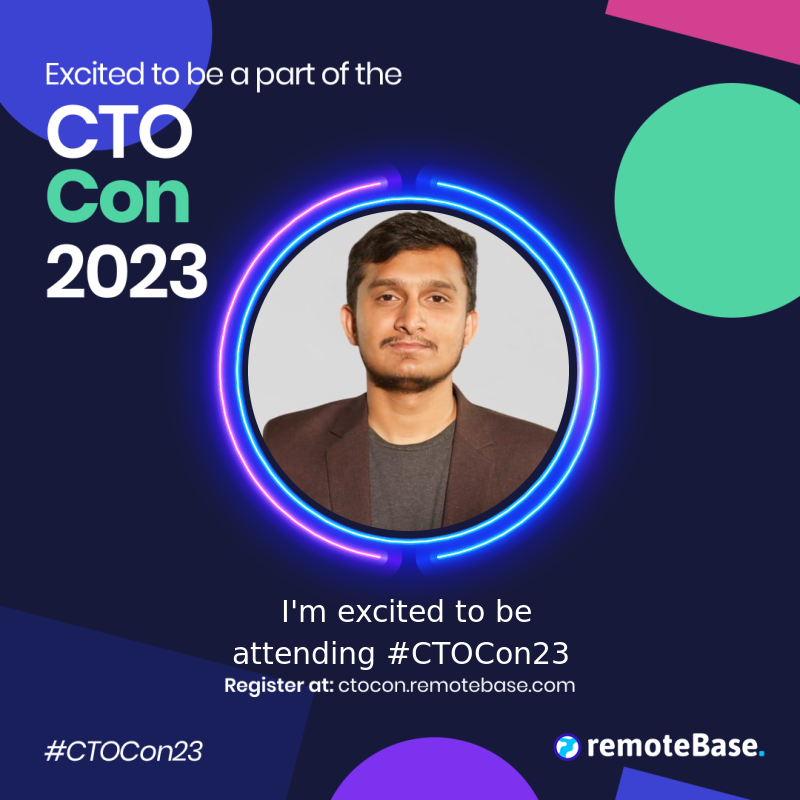 Excited to be a part of the
CTO
Con
2023
I'm excited to be
attending #CTOCon23
Register at: ctocon.remotebase.com
#CTOCon23
remoteBase.